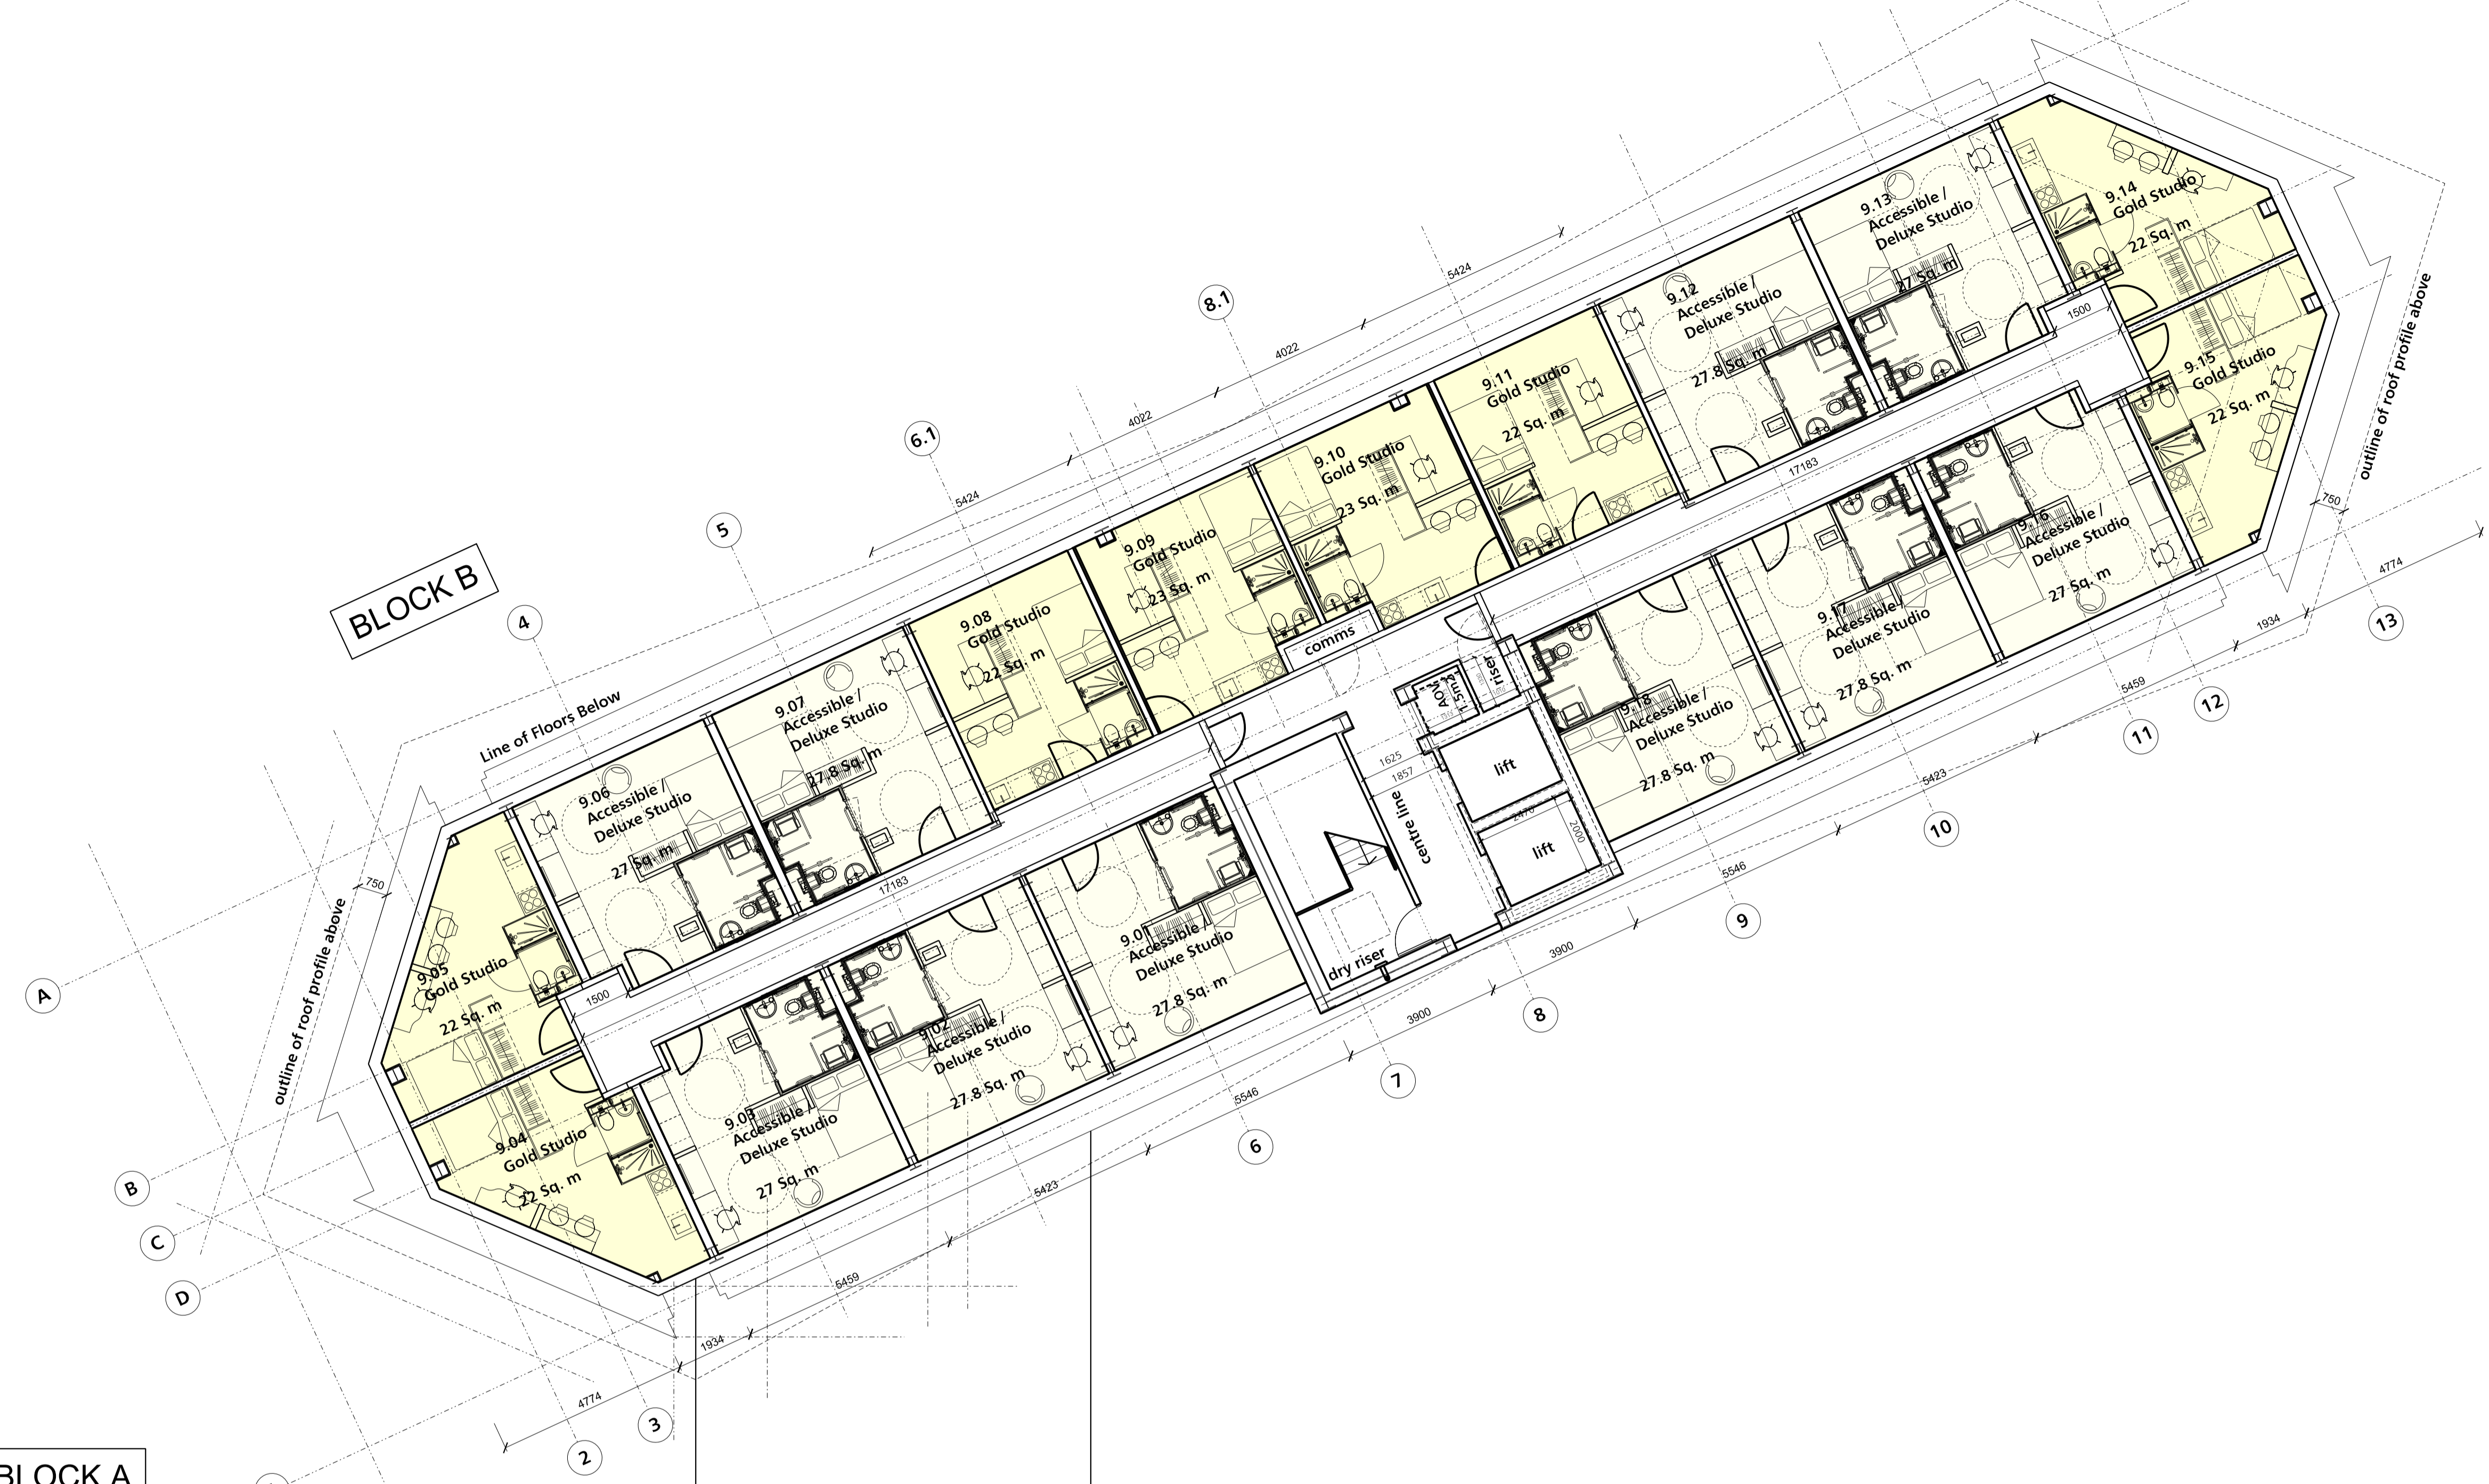 BLOCK B
BLOCK A
Line of Floors Below
outline of roof profile above
outline of roof profile above
9.01
Accessible /
Deluxe Studio
27.8 Sq. m
9.02
Accessible /
Deluxe Studio
27.8 Sq. m
9.03
Accessible /
Deluxe Studio
27 Sq. m
9.04
Gold Studio
22 Sq. m
9.05
Gold Studio
22 Sq. m
9.06
Accessible /
Deluxe Studio
27 Sq. m
9.07
Accessible /
Deluxe Studio
27.8 Sq. m
9.08
Gold Studio
22 Sq. m
9.09
Gold Studio
23 Sq. m
9.10
Gold Studio
23 Sq. m
9.11
Gold Studio
22 Sq. m
9.12
Accessible /
Deluxe Studio
27.8 Sq. m
9.13
Accessible /
Deluxe Studio
27 Sq. m
9.14
Gold Studio
22 Sq. m
9.15
Gold Studio
22 Sq. m
9.16
Accessible /
Deluxe Studio
27 Sq. m
9.17
Accessible /
Deluxe Studio
27.8 Sq. m
9.18
Accessible /
Deluxe Studio
27.8 Sq. m
comms
riser
AOV
lift
lift
centre line
dry riser
1625
1857
2470
2000
17183
17183
1500
1500
750
750
5424
4022
4022
5424
4774
1934
5459
5423
5546
3900
3900
5546
5423
5459
1934
4774
A
B
C
D
2
3
4
5
6.1
8.1
6
7
8
9
10
11
12
13